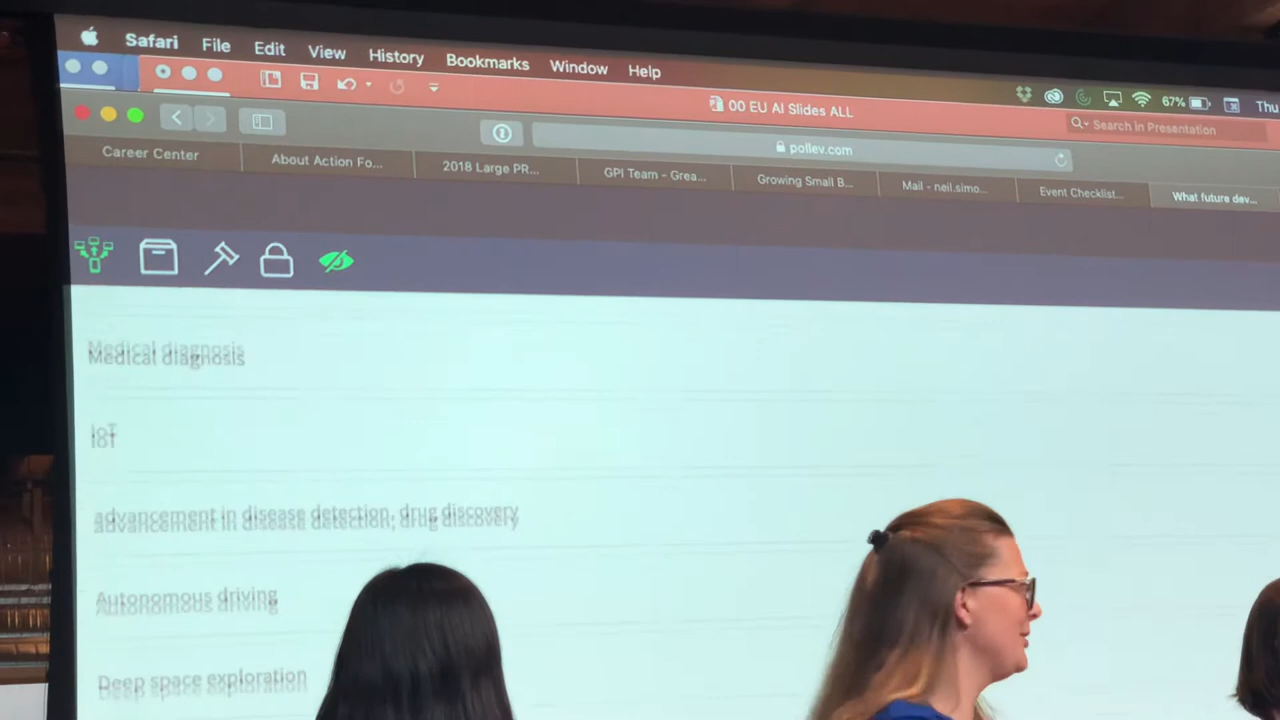 Safari File Edit View History Bookmarks Window Help
67% Thu
00 EU AI Slides ALL
Search in Presentation
pollev.com
Career Center
About Action Fo...
2018 Large PR...
GPI Team - Grea...
Growing Small B...
Mail - neil.simo...
Event Checklist...
What future dev...
Medical diagnosis
IoT
advancement in disease detection, drug discovery
Autonomous driving
Deep space exploration